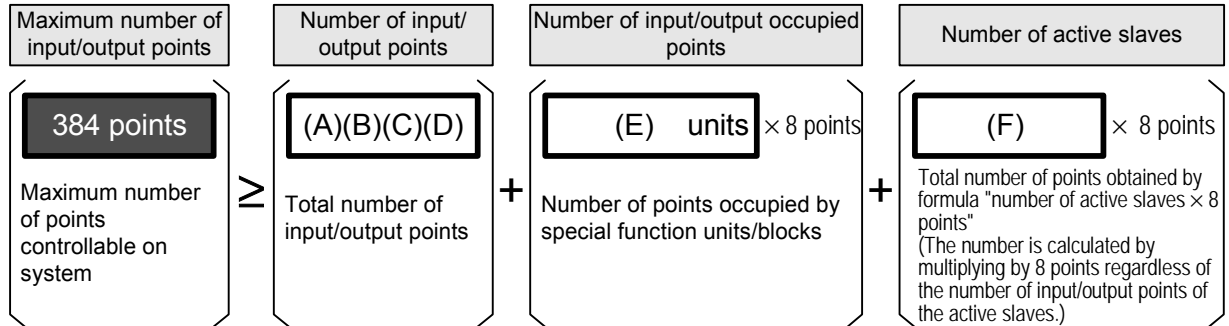 Maximum number of
input/output points
384 points
Maximum number
of points
controllable on
system
≥
Number of input/
output points
(A)(B)(C)(D)
Total number of
input/output points
+
Number of input/output occupied
points
(E) units × 8 points
Number of points occupied by
special function units/blocks
+
Number of active slaves
(F) × 8 points
Total number of points obtained by
formula "number of active slaves × 8
points"
(The number is calculated by
multiplying by 8 points regardless of
the number of input/output points of
the active slaves.)